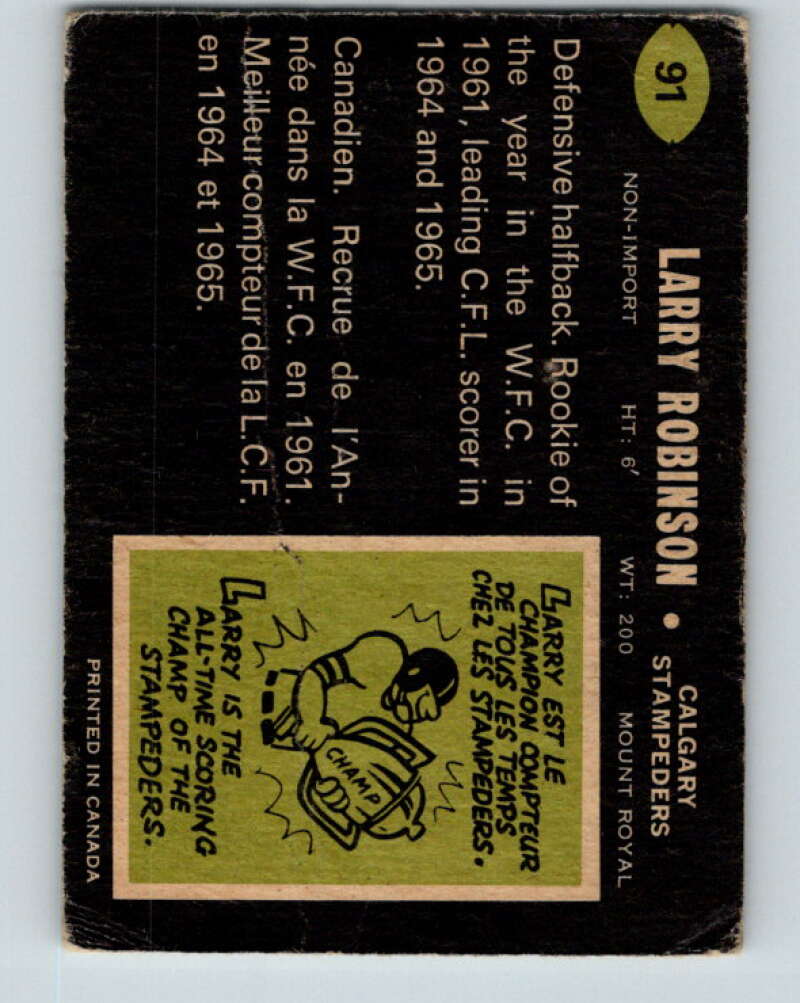 91
LARRY ROBINSON • CALGARY
STAMPEDERS
NON-IMPORT HT: 6' WT: 200 MOUNT ROYAL
Defensive halfback. Rookie of
the year in the W.F.C. in
1961, leading C.F.L. scorer in
1964 and 1965.
Canadien. Recrue de l'An-
née dans la W.F.C. en 1961.
Meilleur compteur de la L.C.F.
en 1964 et 1965.
LARRY EST LE
CHAMPION COMPTEUR
DE TOUS LES TEMPS
CHEZ LES STAMPEDERS.
CHAMP
LARRY IS THE
ALL-TIME SCORING
CHAMP OF THE
STAMPEDERS.
PRINTED IN CANADA